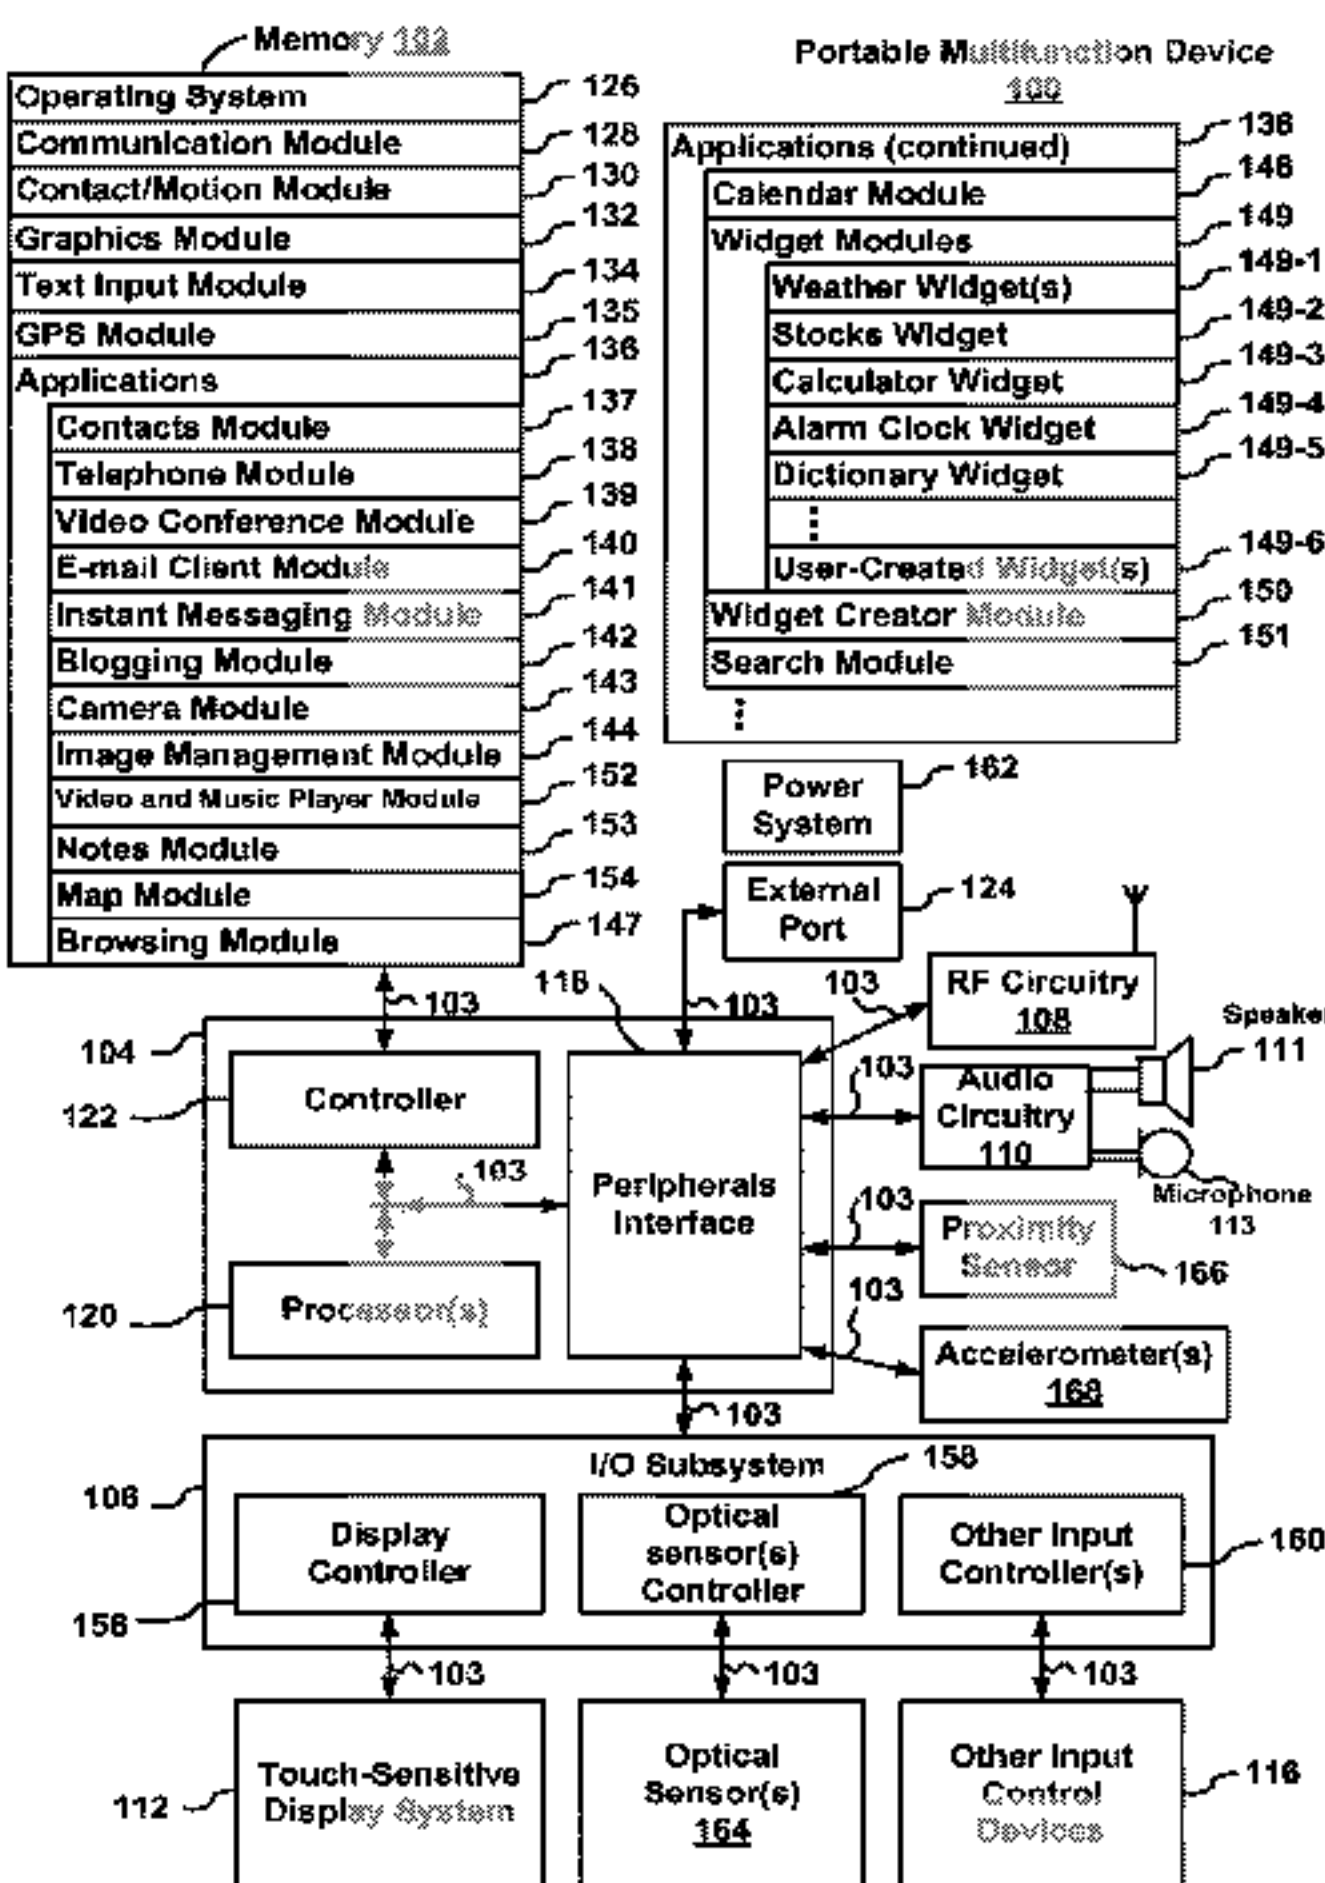 Memory 102
Operating System 126
Communication Module 128
Contact/Motion Module 130
Graphics Module 132
Text Input Module 134
GPS Module 135
Applications 136
Contacts Module 137
Telephone Module 138
Video Conference Module 139
E-mail Client Module 140
Instant Messaging Module 141
Blogging Module 142
Camera Module 143
Image Management Module 144
Video and Music Player Module 152
Notes Module 153
Map Module 154
Browsing Module 147
Portable Multifunction Device
100
Applications (continued) 136
Calendar Module 148
Widget Modules 149
Weather Widget(s) 149-1
Stocks Widget 149-2
Calculator Widget 149-3
Alarm Clock Widget 149-4
Dictionary Widget 149-5
User-Created Widget(s) 149-6
Widget Creator Module 150
Search Module 151
Power
System
162
External
Port
124
103
118
103
103
RF Circuitry
108
Speaker
111
104
122
Controller
103
Audio
Circuitry
110
Microphone
113
103
Peripherals
Interface
103
Proximity
Sensor
166
120
Processor(s)
103
Accelerometer(s)
168
103
I/O Subsystem
158
106
Display
Controller
156
Optical
sensor(s)
Controller
Other Input
Controller(s)
160
103
103
103
Touch-Sensitive
Display System
112
Optical
Sensor(s)
164
Other Input
Control
Devices
116